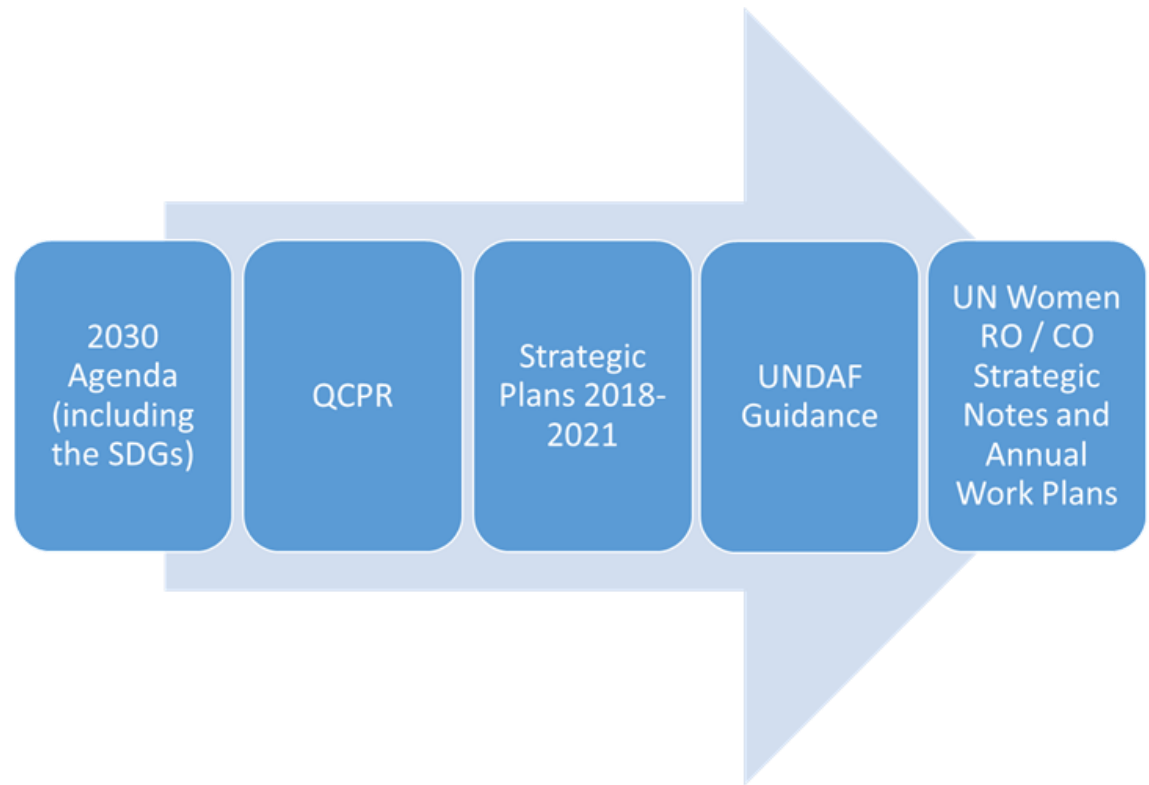 2030
Agenda
(including
the SDGs)
QCPR
Strategic
Plans 2018-
2021
UNDAF
Guidance
UN Women
RO / CO
Strategic
Notes and
Annual
Work Plans